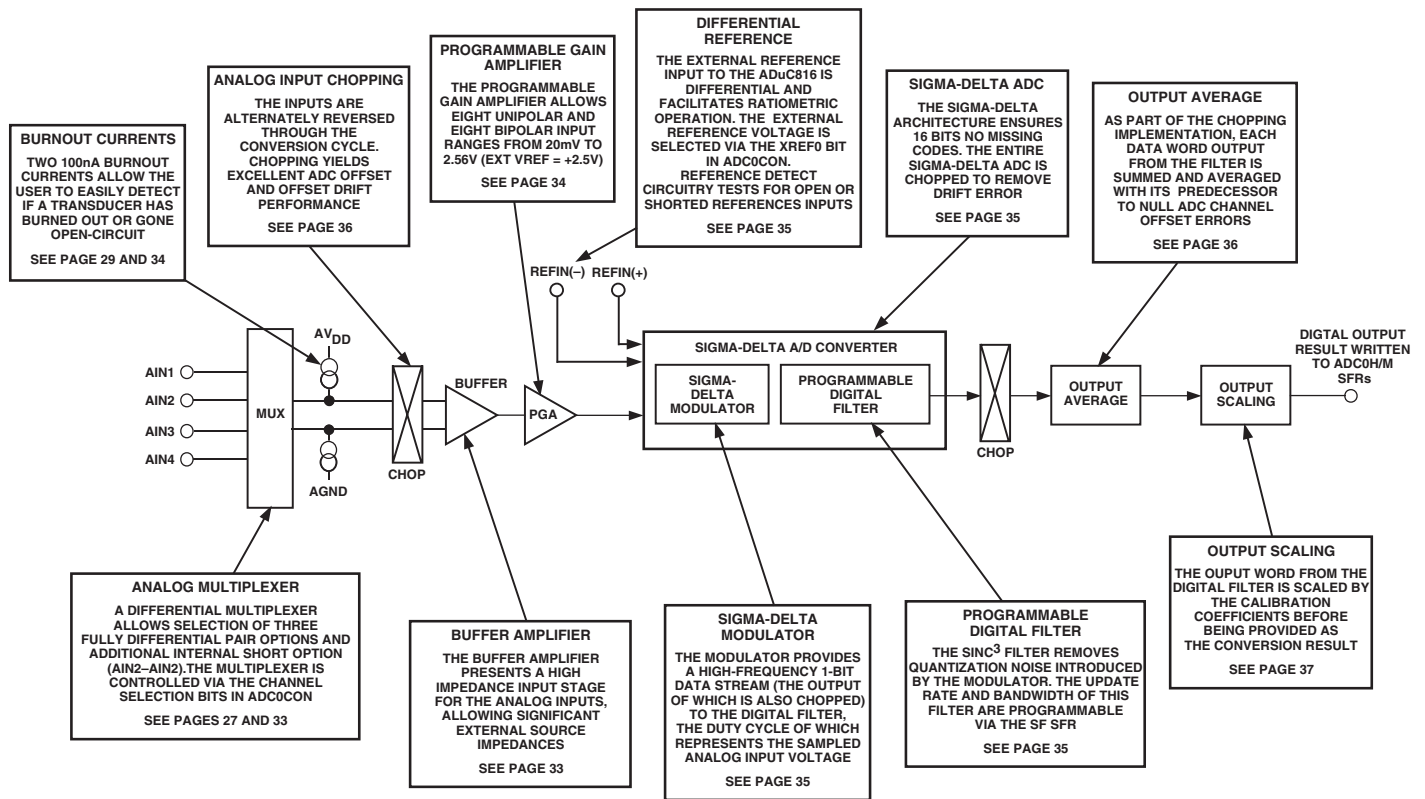 BURNOUT CURRENTS
TWO 100nA BURNOUT
CURRENTS ALLOW THE
USER TO EASILY DETECT
IF A TRANSDUCER HAS
BURNED OUT OR GONE
OPEN-CIRCUIT
SEE PAGE 29 AND 34
ANALOG INPUT CHOPPING
THE INPUTS ARE
ALTERNATELY REVERSED
THROUGH THE
CONVERSION CYCLE.
CHOPPING YIELDS
EXCELLENT ADC OFFSET
AND OFFSET DRIFT
PERFORMANCE
SEE PAGE 36
PROGRAMMABLE GAIN
AMPLIFIER
THE PROGRAMMABLE
GAIN AMPLIFIER ALLOWS
EIGHT UNIPOLAR AND
EIGHT BIPOLAR INPUT
RANGES FROM 20mV TO
2.56V (EXT VREF = +2.5V)
SEE PAGE 34
DIFFERENTIAL
REFERENCE
THE EXTERNAL REFERENCE
INPUT TO THE ADuC816 IS
DIFFERENTIAL AND
FACILITATES RATIOMETRIC
OPERATION. THE EXTERNAL
REFERENCE VOLTAGE IS
SELECTED VIA THE XREF0 BIT
IN ADC0CON.
REFERENCE DETECT
CIRCUITRY TESTS FOR OPEN OR
SHORTED REFERENCES INPUTS
SEE PAGE 35
SIGMA-DELTA ADC
THE SIGMA-DELTA
ARCHITECTURE ENSURES
16 BITS NO MISSING
CODES. THE ENTIRE
SIGMA-DELTA ADC IS
CHOPPED TO REMOVE
DRIFT ERROR
SEE PAGE 35
OUTPUT AVERAGE
AS PART OF THE CHOPPING
IMPLEMENTATION, EACH
DATA WORD OUTPUT
FROM THE FILTER IS
SUMMED AND AVERAGED
WITH ITS PREDECESSOR
TO NULL ADC CHANNEL
OFFSET ERRORS
SEE PAGE 36
REFIN(–) REFIN(+)
AIN1
AIN2
AIN3
AIN4
MUX
AVDD
AGND
CHOP
BUFFER
PGA
SIGMA-DELTA A/D CONVERTER
SIGMA-
DELTA
MODULATOR
PROGRAMMABLE
DIGITAL
FILTER
CHOP
OUTPUT
AVERAGE
OUTPUT
SCALING
DIGTAL OUTPUT
RESULT WRITTEN
TO ADC0H/M
SFRs
ANALOG MULTIPLEXER
A DIFFERENTIAL MULTIPLEXER
ALLOWS SELECTION OF THREE
FULLY DIFFERENTIAL PAIR OPTIONS AND
ADDITIONAL INTERNAL SHORT OPTION
(AIN2–AIN2).THE MULTIPLEXER IS
CONTROLLED VIA THE CHANNEL
SELECTION BITS IN ADC0CON
SEE PAGES 27 AND 33
BUFFER AMPLIFIER
THE BUFFER AMPLIFIER
PRESENTS A HIGH
IMPEDANCE INPUT STAGE
FOR THE ANALOG INPUTS,
ALLOWING SIGNIFICANT
EXTERNAL SOURCE
IMPEDANCES
SEE PAGE 33
SIGMA-DELTA
MODULATOR
THE MODULATOR PROVIDES
A HIGH-FREQUENCY 1-BIT
DATA STREAM (THE OUTPUT
OF WHICH IS ALSO CHOPPED)
TO THE DIGITAL FILTER,
THE DUTY CYCLE OF WHICH
REPRESENTS THE SAMPLED
ANALOG INPUT VOLTAGE
SEE PAGE 35
PROGRAMMABLE
DIGITAL FILTER
THE SINC³ FILTER REMOVES
QUANTIZATION NOISE INTRODUCED
BY THE MODULATOR. THE UPDATE
RATE AND BANDWIDTH OF THIS
FILTER ARE PROGRAMMABLE
VIA THE SF SFR
SEE PAGE 35
OUTPUT SCALING
THE OUPUT WORD FROM THE
DIGITAL FILTER IS SCALED BY
THE CALIBRATION
COEFFICIENTS BEFORE
BEING PROVIDED AS
THE CONVERSION RESULT
SEE PAGE 37